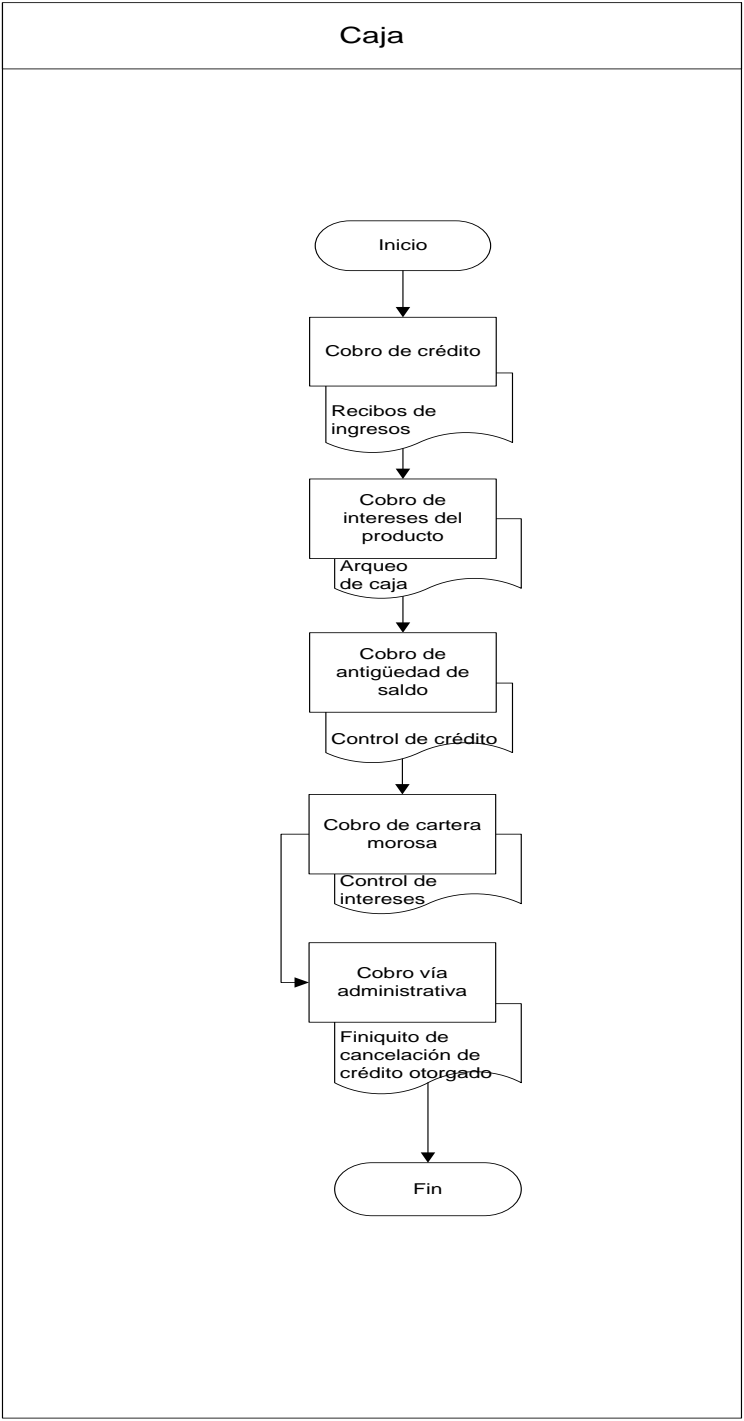 Caja
Inicio
Cobro de crédito
Recibos de
ingresos
Cobro de
intereses del
producto
Arqueo
de caja
Cobro de
antigüedad de
saldo
Control de crédito
Cobro de cartera
morosa
Control de
intereses
Cobro vía
administrativa
Finiquito de
cancelación de
crédito otorgado
Fin